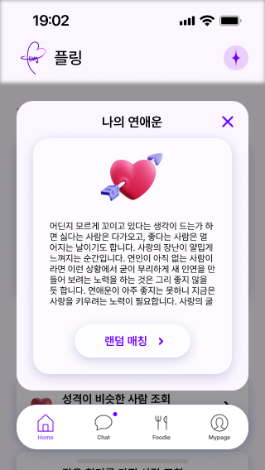 19:02
플링
나의 연애운
어딘지 모르게 꼬이고 있다는 생각이 드는가 하
면 싫다는 사람은 다가오고, 좋다는 사람은 멀
어지는 날이기도 합니다. 사랑의 장난이 얄밉게
느껴지는 순간입니다. 연인이 아직 없는 사람이
라면 이런 상황에서 굳이 무리하게 새 인연을 만
들어 보려는 노력을 하는 것은 그리 좋지 않을
듯 합니다. 연애운이 아주 좋지는 못하니 지금은
사랑을 키우려는 노력이 필요합니다. 사랑의 굴
랜덤 매칭
성격이 비슷한 사람 조회
Home
Chat
Foodie
Mypage